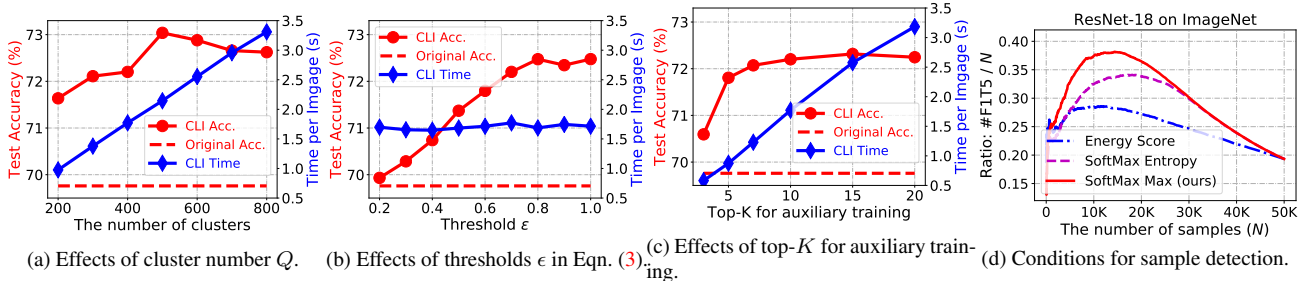 73
72
71
70
3.5
3.0
2.5
2.0
1.5
1.0
0.5
Test Accuracy (%)
Time per Imgage (s)
CLI Acc.
Original Acc.
CLI Time
200
300
400
500
600
700
800
The number of clusters
(a) Effects of cluster number Q.
73
72
71
70
3.5
3.0
2.5
2.0
1.5
1.0
0.5
Test Accuracy (%)
Time per Imgage (s)
CLI Acc.
Original Acc.
CLI Time
0.2
0.3
0.4
0.5
0.6
0.7
0.8
0.9
1.0
Threshold ε
(b) Effects of thresholds ϵ in Eqn. (3).
73
72
71
70
3.5
3.0
2.5
2.0
1.5
1.0
0.5
Test Accuracy (%)
Time per Imgage (s)
CLI Acc.
Original Acc.
CLI Time
5
10
15
20
Top-K for auxiliary training
(c) Effects of top-K for auxiliary train-
ing.
ResNet-18 on ImageNet
0.40
0.35
0.30
0.25
0.20
0.15
Ratio: #F1T5 / N
Energy Score
SoftMax Entropy
SoftMax Max (ours)
0
10K
20K
30K
40K
50K
The number of samples (N)
(d) Conditions for sample detection.